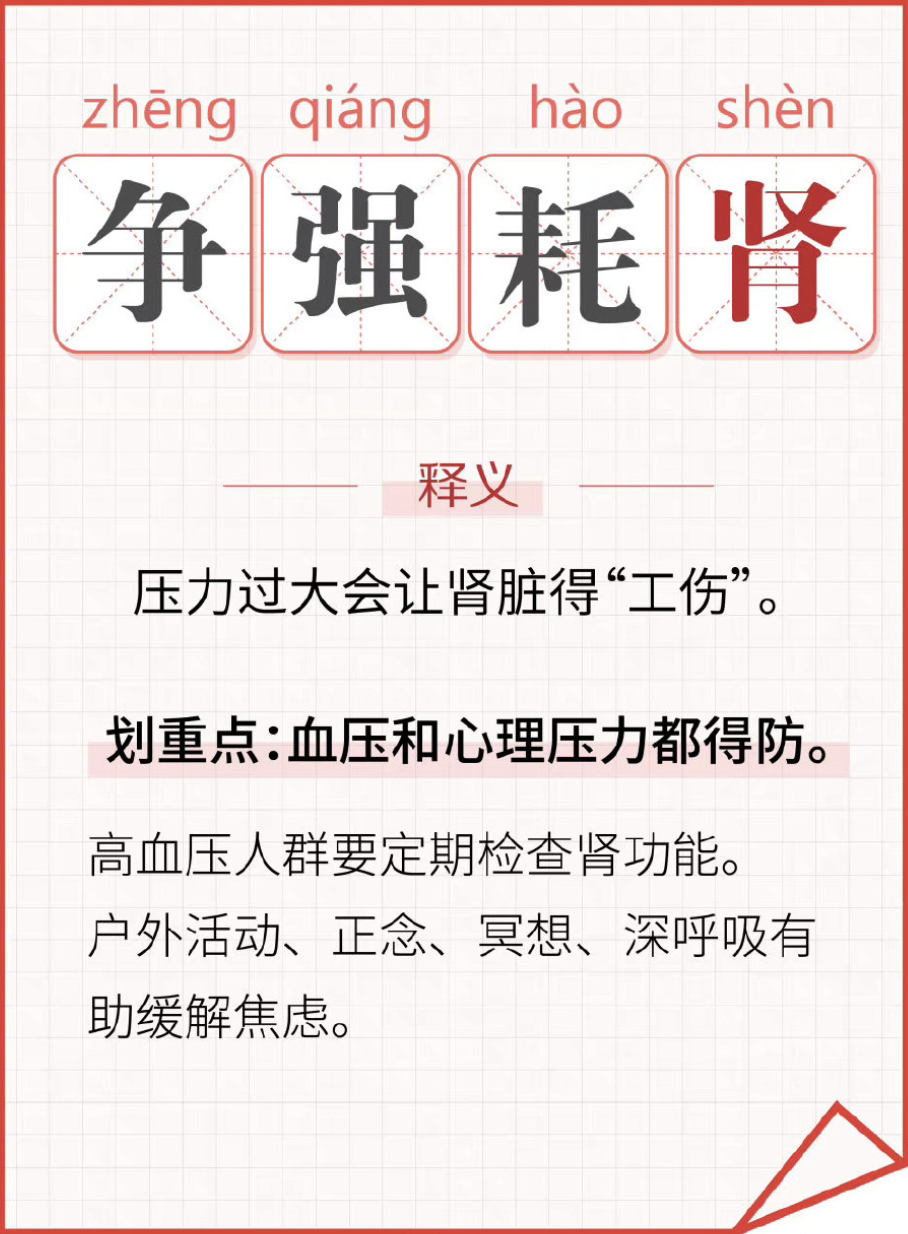 zhēng qiáng hào shèn
争强耗肾
释义
压力过大会让肾脏得“工伤”。
划重点：血压和心理压力都得防。
高血压人群要定期检查肾功能。
户外活动、正念、冥想、深呼吸有
助缓解焦虑。